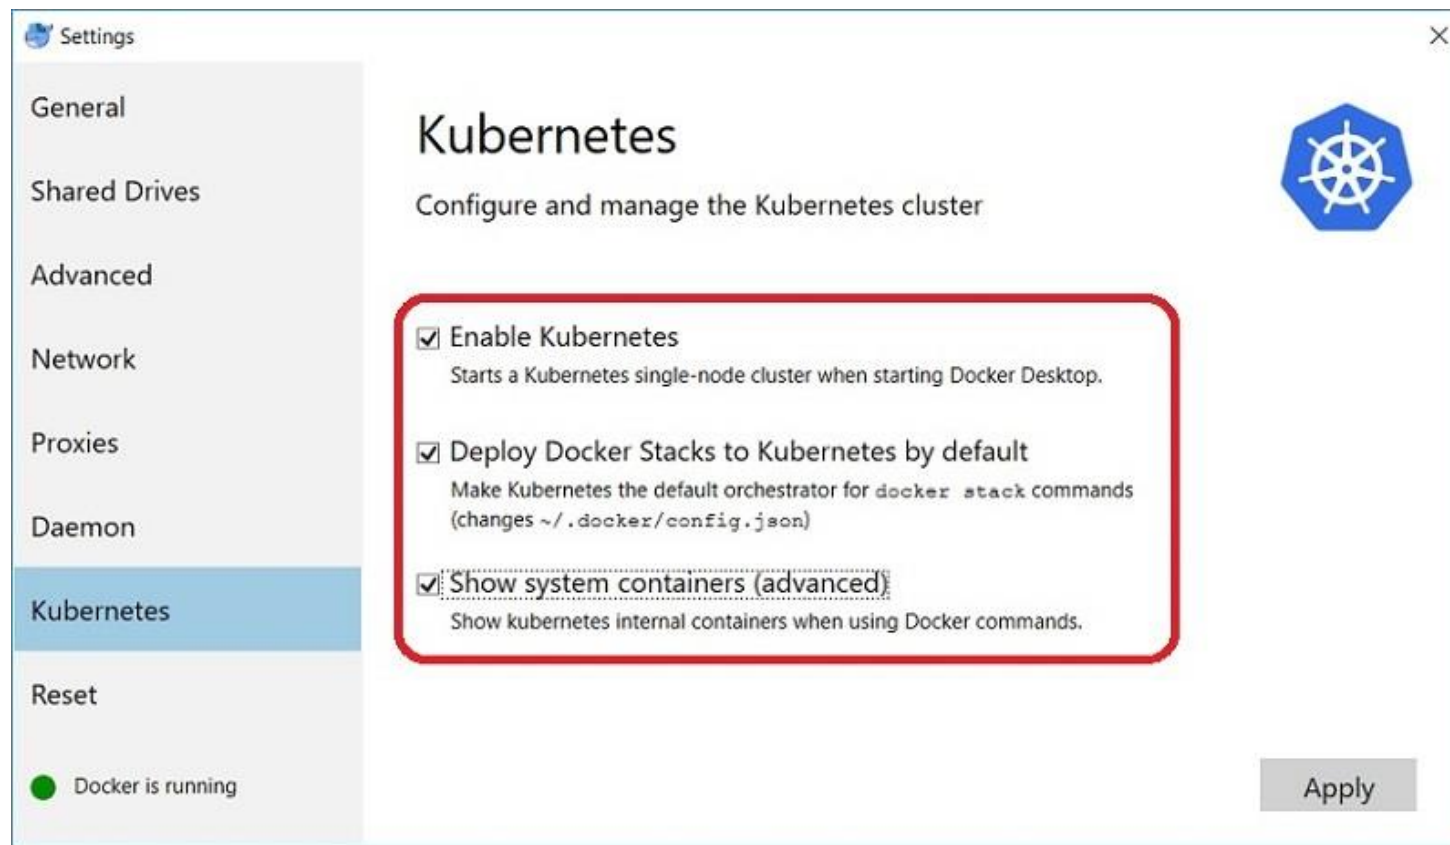 Settings
General
Shared Drives
Advanced
Network
Proxies
Daemon
Kubernetes
Reset
Docker is running
Kubernetes
Configure and manage the Kubernetes cluster
Enable Kubernetes
Starts a Kubernetes single-node cluster when starting Docker Desktop.
Deploy Docker Stacks to Kubernetes by default
Make Kubernetes the default orchestrator for docker stack commands
(changes ~/.docker/config.json)
Show system containers (advanced)
Show kubernetes internal containers when using Docker commands.
Apply